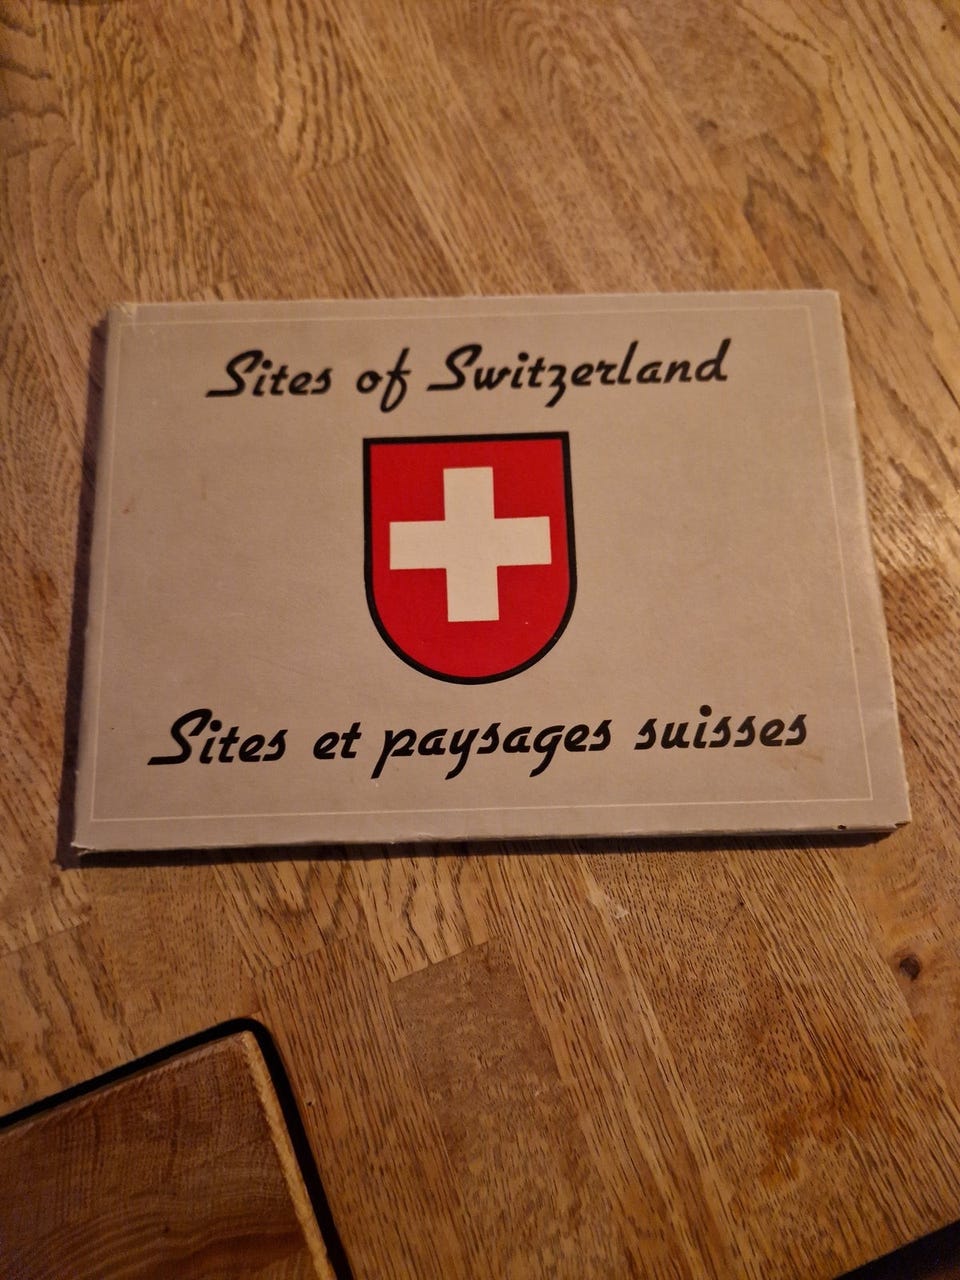 Sites of Switzerland
Sites et paysages suisses